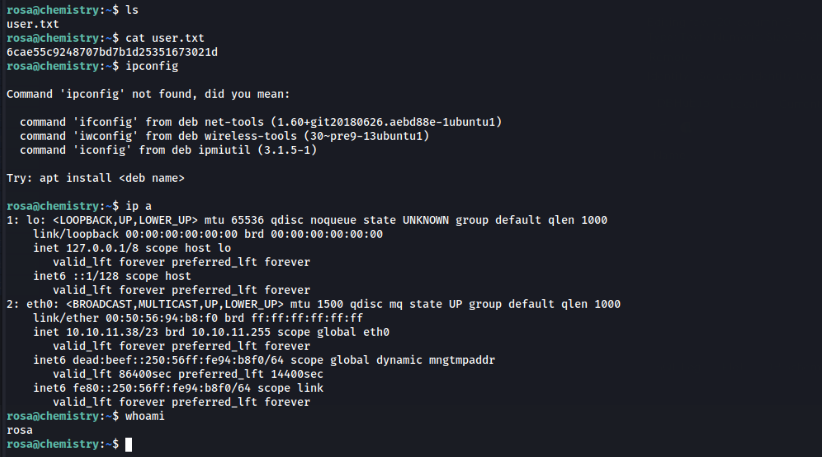 rosa@chemistry:~$ ls
user.txt
rosa@chemistry:~$ cat user.txt
6cae55c9248707bd7b1d25351673021d
rosa@chemistry:~$ ipconfig

Command 'ipconfig' not found, did you mean:

  command 'ifconfig' from deb net-tools (1.60+git20180626.aebd88e-1ubuntu1)
  command 'iwconfig' from deb wireless-tools (30~pre9-13ubuntu1)
  command 'iconfig' from deb ipmiutil (3.1.5-1)

Try: apt install <deb name>

rosa@chemistry:~$ ip a
1: lo: <LOOPBACK,UP,LOWER_UP> mtu 65536 qdisc noqueue state UNKNOWN group default qlen 1000
    link/loopback 00:00:00:00:00:00 brd 00:00:00:00:00:00
    inet 127.0.0.1/8 scope host lo
       valid_lft forever preferred_lft forever
    inet6 ::1/128 scope host
       valid_lft forever preferred_lft forever
2: eth0: <BROADCAST,MULTICAST,UP,LOWER_UP> mtu 1500 qdisc mq state UP group default qlen 1000
    link/ether 00:50:56:94:b8:f0 brd ff:ff:ff:ff:ff:ff
    inet 10.10.11.38/23 brd 10.10.11.255 scope global eth0
       valid_lft forever preferred_lft forever
    inet6 dead:beef::250:56ff:fe94:b8f0/64 scope global dynamic mngtmpaddr
       valid_lft 86400sec preferred_lft 14400sec
    inet6 fe80::250:56ff:fe94:b8f0/64 scope link
       valid_lft forever preferred_lft forever
rosa@chemistry:~$ whoami
rosa
rosa@chemistry:~$